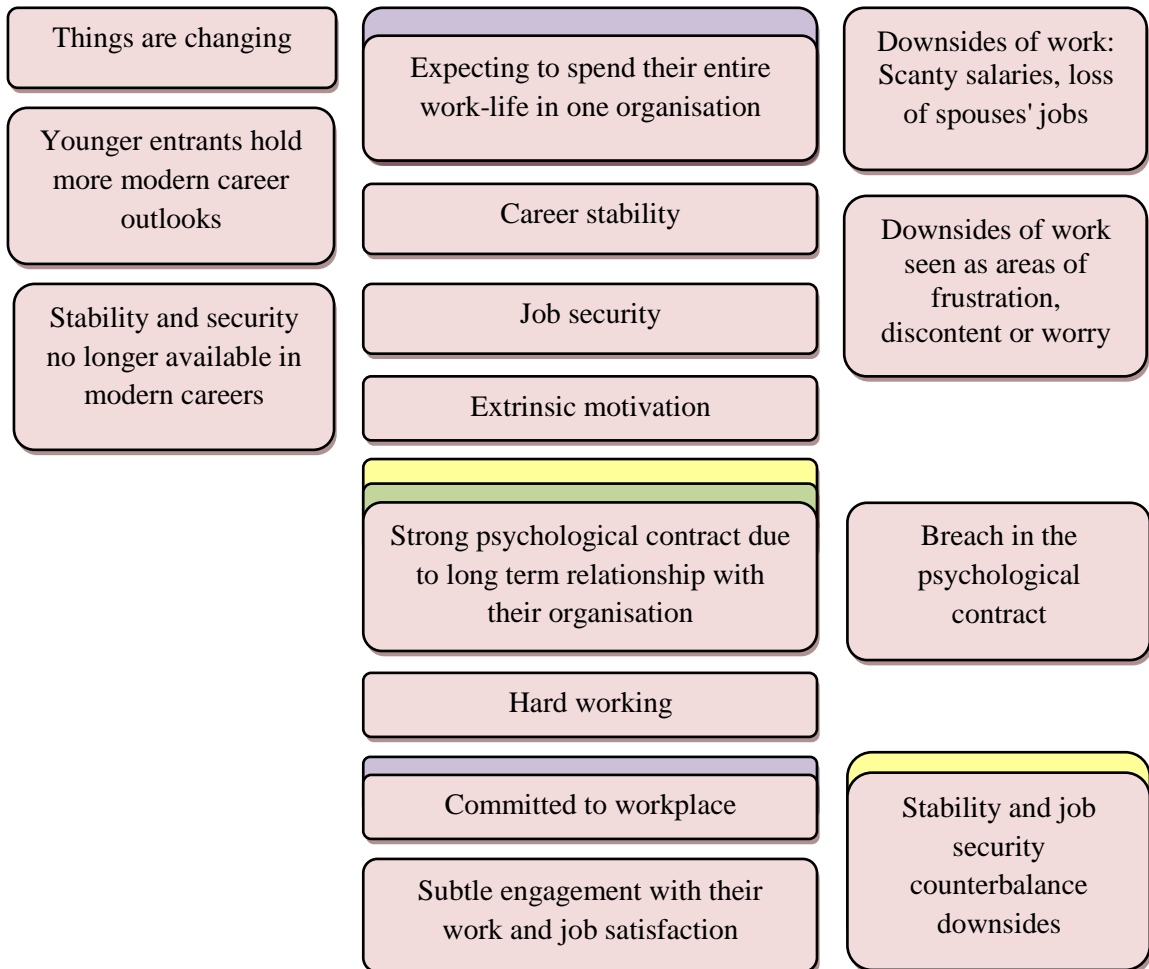 Things are changing
Younger entrants hold
more modern career
outlooks
Stability and security
no longer available in
modern careers
Expecting to spend their entire
work-life in one organisation
Career stability
Job security
Extrinsic motivation
Strong psychological contract due
to long term relationship with
their organisation
Hard working
Committed to workplace
Subtle engagement with their
work and job satisfaction
Downsides of work:
Scanty salaries, loss
of spouses' jobs
Downsides of work
seen as areas of
frustration,
discontent or worry
Breach in the
psychological
contract
Stability and job
security
counterbalance
downsides